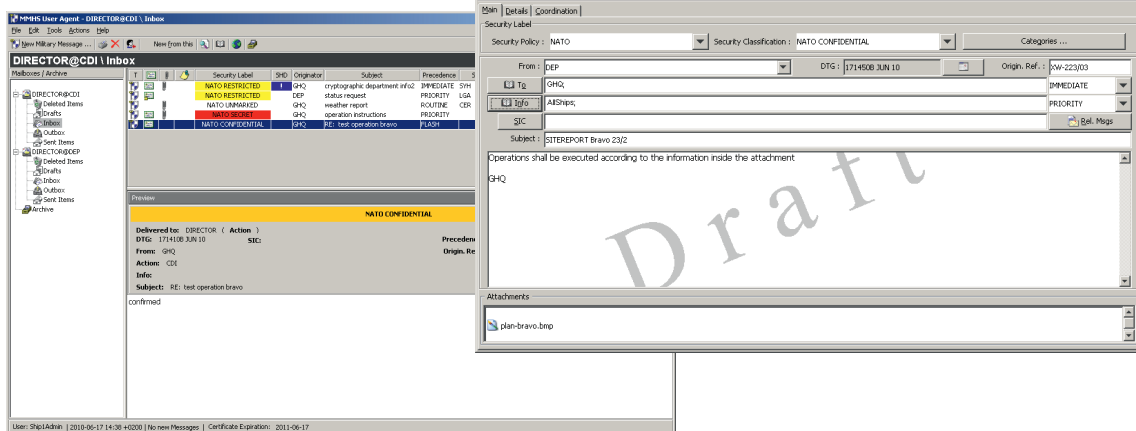 MMHS User Agent - DIRECTOR@CDI \ Inbox
File Edit Tools Actions Help
New Military Message ... New from this
DIRECTOR@CDI \ Inbox
Mailboxes / Archive
DIRECTOR@CDI
Deleted Items
Drafts
Inbox
Outbox
Sent Items
DIRECTOR@DEP
Deleted Items
Drafts
Inbox
Outbox
Sent Items
Archive
T Security Label SHD Originator Subject Precedence S
NATO RESTRICTED ! GHQ cryptographic department info2 IMMEDIATE SYH
NATO RESTRICTED DEP status request PRIORITY LGA
NATO UNMARKED GHQ weather report ROUTINE CER
NATO SECRET GHQ operation instructions PRIORITY
NATO CONFIDENTIAL GHQ RE: test operation bravo FLASH
Preview
NATO CONFIDENTIAL
Delivered to: DIRECTOR ( Action )
DTG: 171410B JUN 10 SIC: Preceden
From: GHQ Origin. Re
Action: CDI
Info:
Subject: RE: test operation bravo
confirmed
User: Ship1Admin | 2010-06-17 14:38 +0200 | No new Messages | Certificate Expiration: 2011-06-17
Main Details Coordination
Security Label
Security Policy : NATO Security Classification : NATO CONFIDENTIAL Categories ...
From : DEP DTG : 171450B JUN 10 Origin. Ref. : XW-223/03
To GHQ; IMMEDIATE
Info AllShips; PRIORITY
SIC Rel. Msgs
Subject : SITEREPORT Bravo 23/2
Operations shall be executed according to the information inside the attachment
GHQ
Draft
Attachments
plan-bravo.bmp